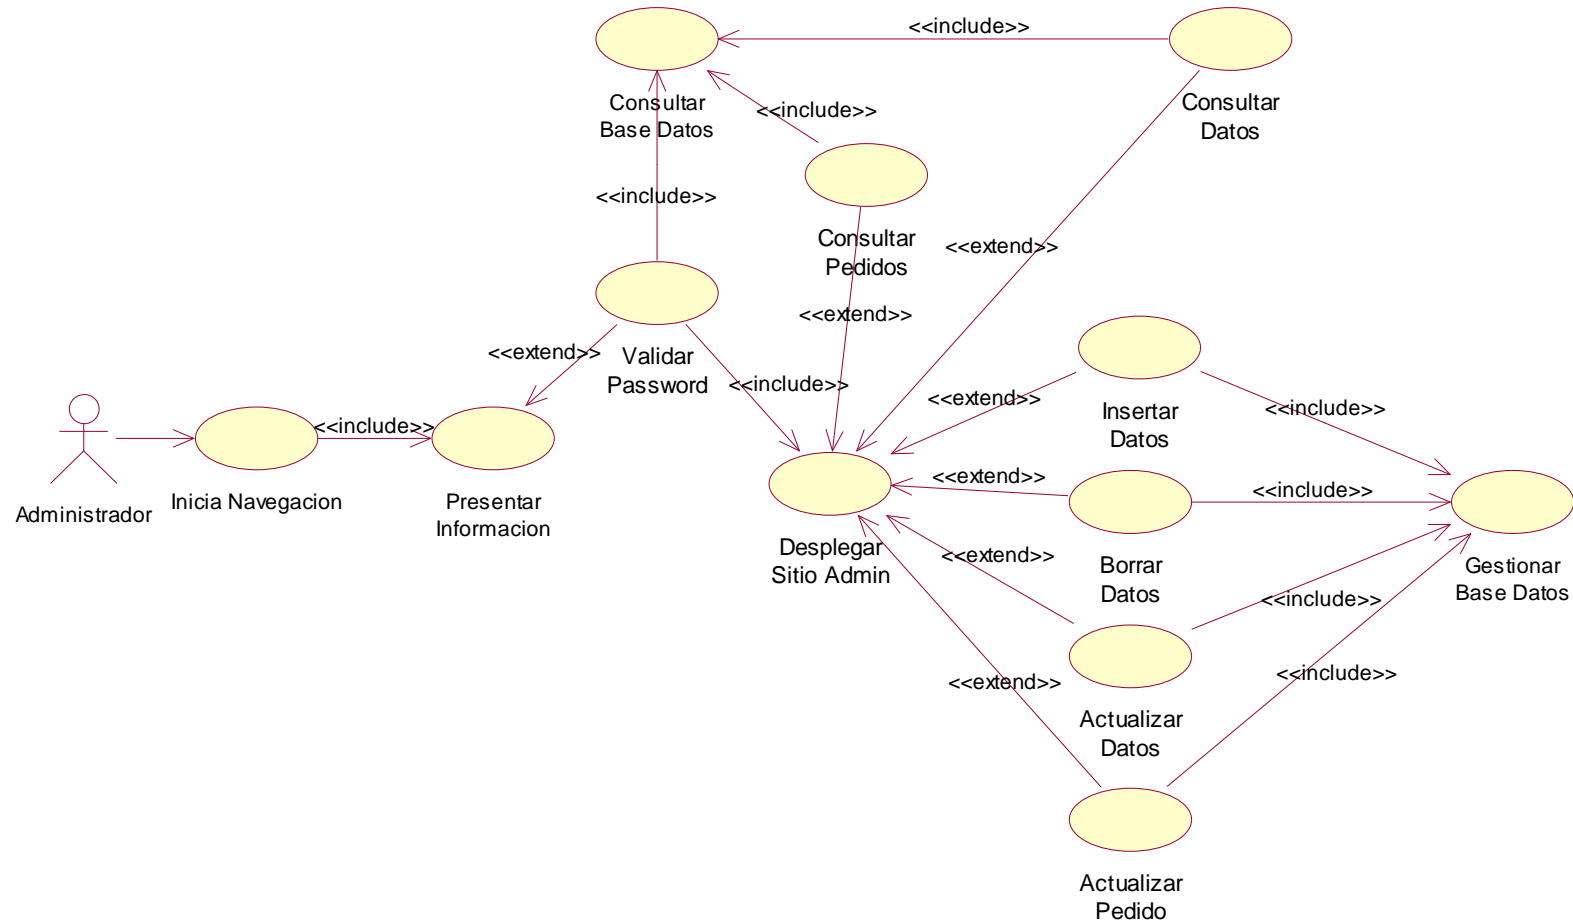 <<include>>
Consultar
Base Datos
<<include>>
Consultar
Datos
<<include>>
Consultar
Pedidos
<<extend>>
<<extend>>
<<extend>>
Validar
Password
<<include>>
<<extend>>
Insertar
Datos
<<include>>
<<include>>
Administrador
Inicia Navegacion
Presentar
Informacion
<<extend>>
<<include>>
Desplegar
Sitio Admin
<<extend>>
Borrar
Datos
Gestionar
Base Datos
<<include>>
<<extend>>
<<include>>
Actualizar
Datos
Actualizar
Pedido